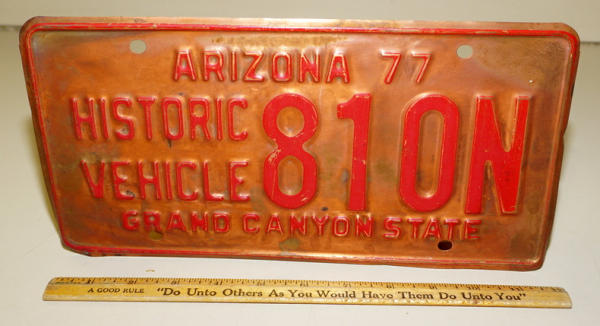 ARIZONA 77
HISTORIC
VEHICLE
810N
GRAND CANYON STATE
A GOOD RULE "Do Unto Others As You Would Have Them Do Unto You"